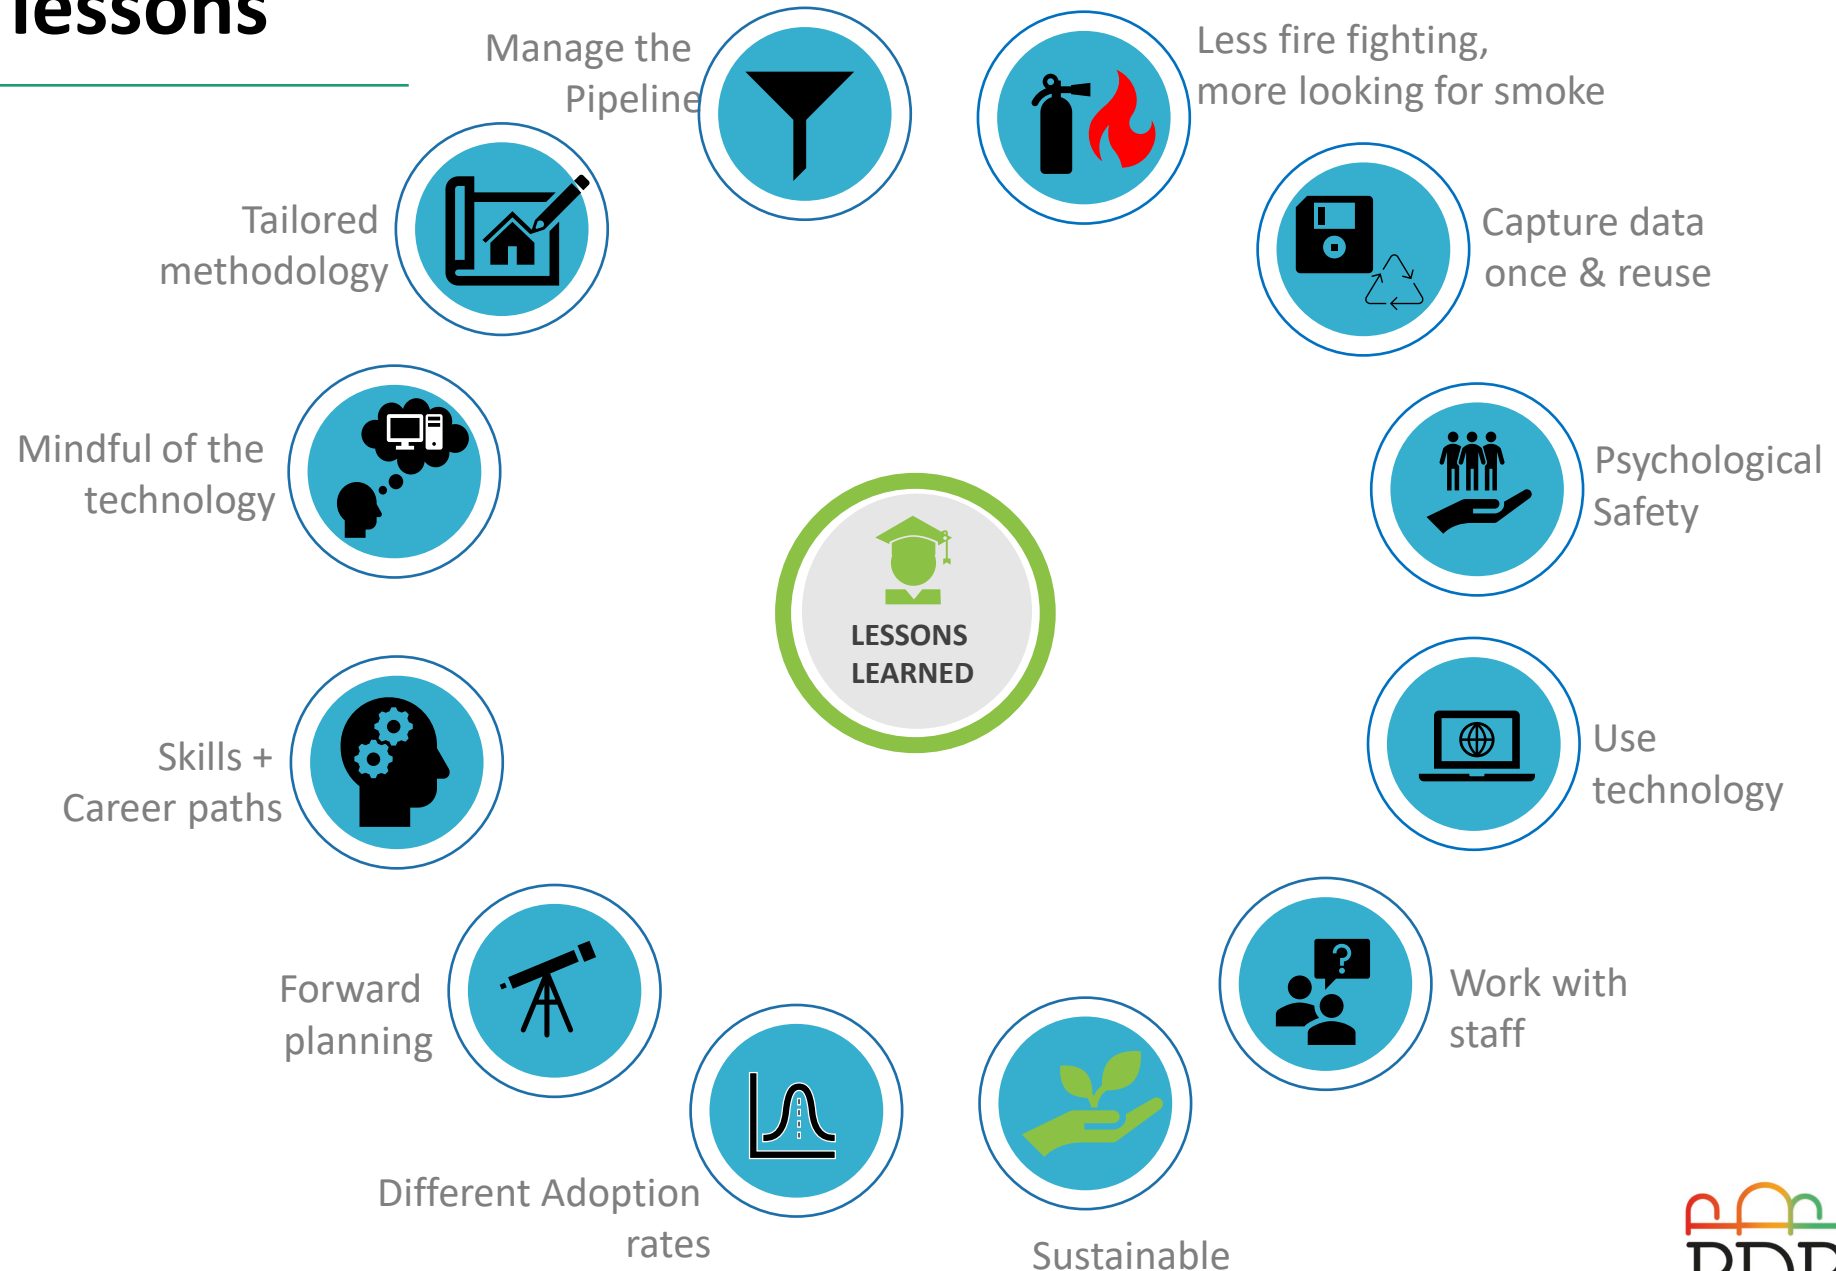 lessons
Manage the
Pipeline
Less fire fighting,
more looking for smoke
Tailored
methodology
Capture data
once & reuse
Mindful of the
technology
Psychological
Safety
LESSONS
LEARNED
Skills +
Career paths
Use
technology
Forward
planning
?
Work with
staff
Different Adoption
rates
Sustainable